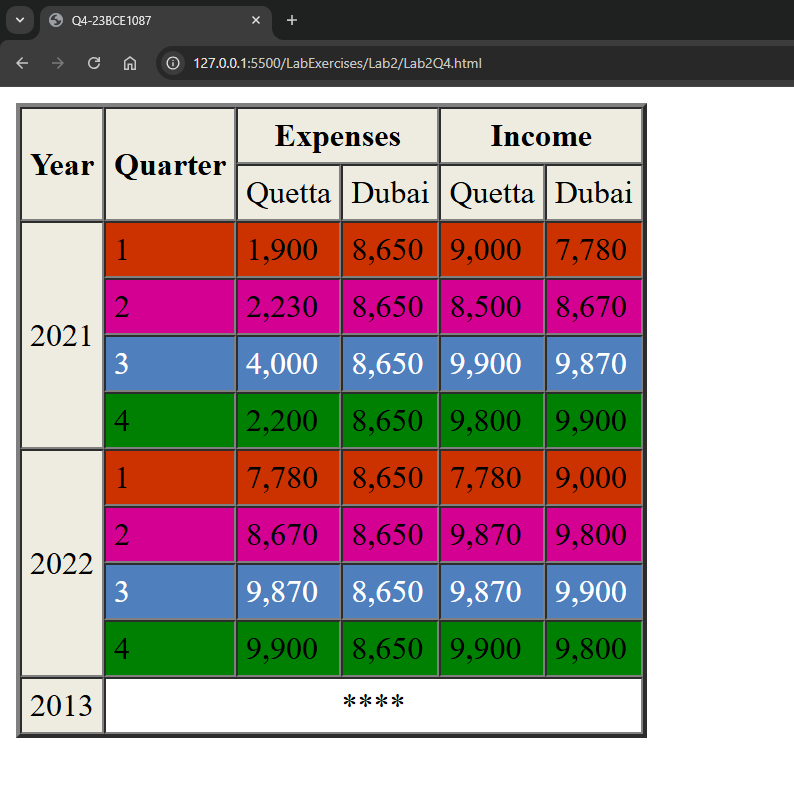 Q4-23BCE1087
127.0.0.1:5500/LabExercises/Lab2/Lab2Q4.html
Year Quarter Expenses Income
Quetta Dubai Quetta Dubai
2021
1 1,900 8,650 9,000 7,780
2 2,230 8,650 8,500 8,670
3 4,000 8,650 9,900 9,870
4 2,200 8,650 9,800 9,900
2022
1 7,780 8,650 7,780 9,000
2 8,670 8,650 9,870 9,800
3 9,870 8,650 9,870 9,900
4 9,900 8,650 9,900 9,800
2013 ****